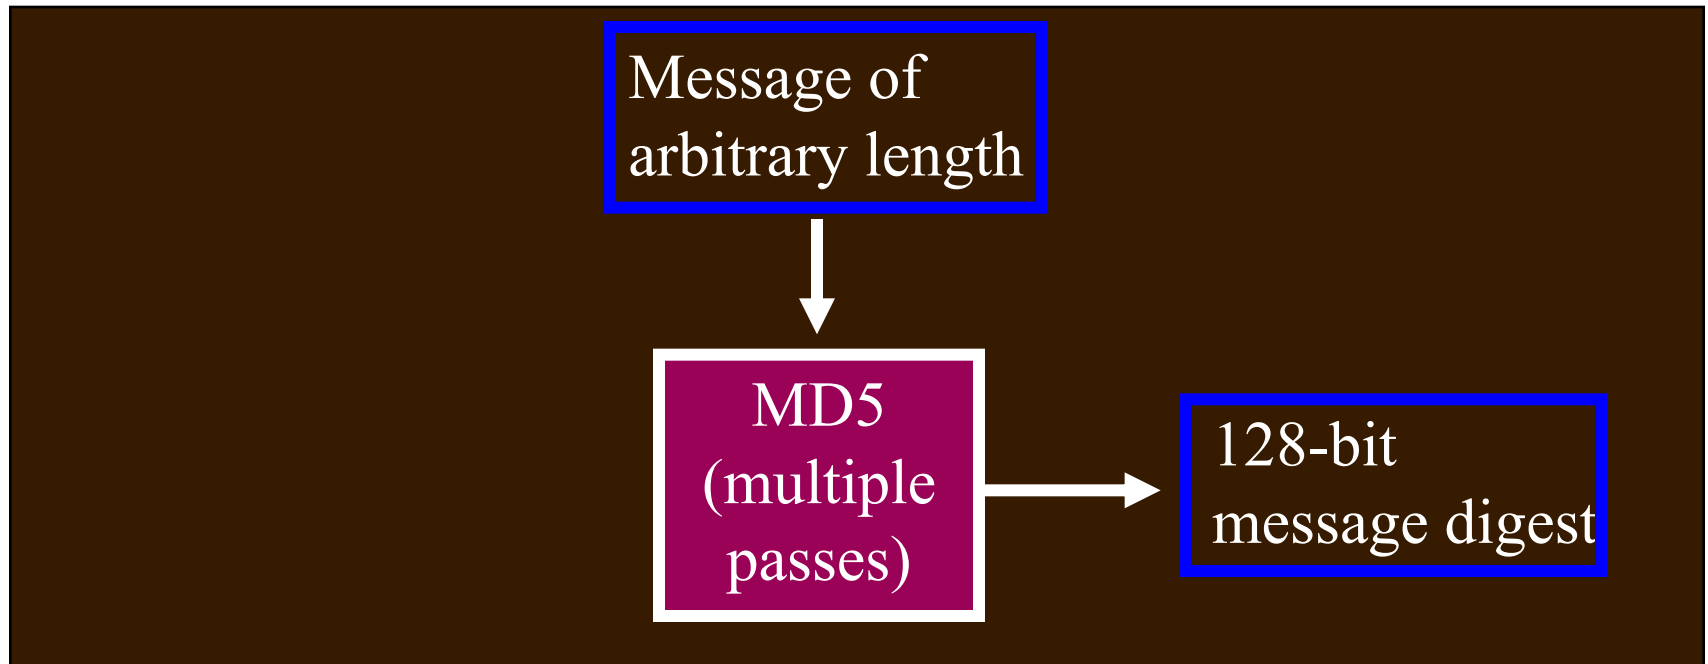 Message of
arbitrary length
MD5
(multiple
passes)
128-bit
message digest